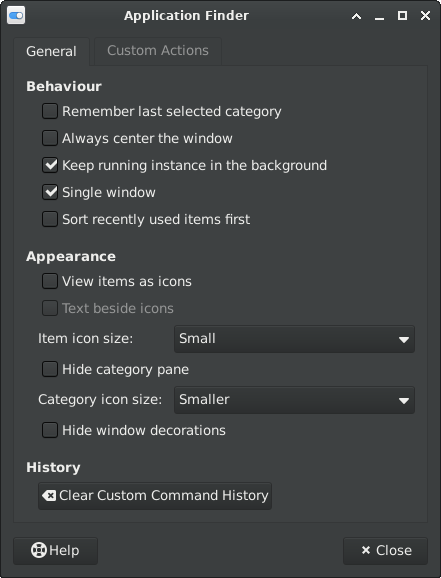 Application Finder
General
Custom Actions
Behaviour
Remember last selected category
Always center the window
Keep running instance in the background
Single window
Sort recently used items first
Appearance
View items as icons
Text beside icons
Item icon size: Small
Hide category pane
Category icon size: Smaller
Hide window decorations
History
Clear Custom Command History
Help
Close